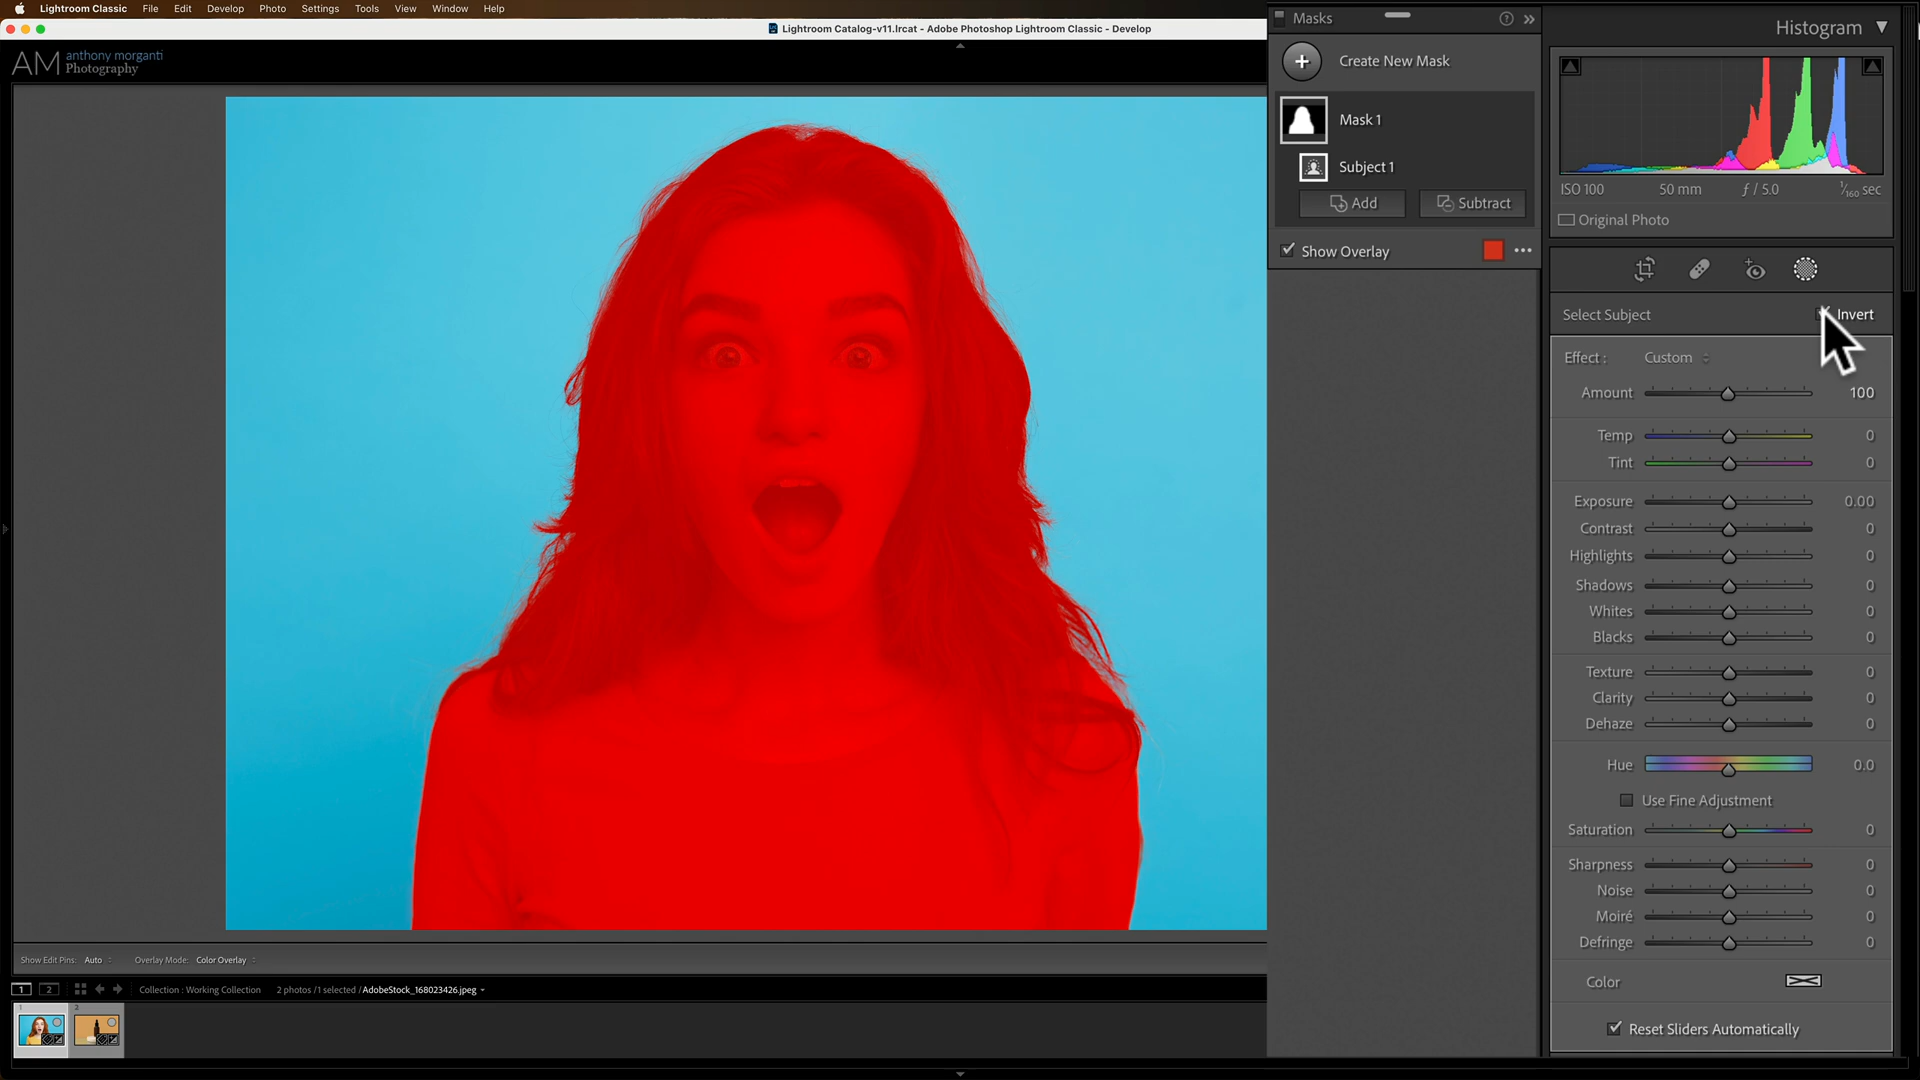 Lightroom Classic File Edit Develop Photo Settings Tools View Window Help
Lightroom Catalog-v11.lrcat - Adobe Photoshop Lightroom Classic - Develop
AM anthony morganti
Photography
Masks
Create New Mask
Mask 1
Subject 1
Add Subtract
Show Overlay
Histogram
ISO 100 50 mm ƒ / 5.0 1/160 sec
Original Photo
Select Subject Invert
Effect : Custom
Amount 100
Temp 0
Tint 0
Exposure 0.00
Contrast 0
Highlights 0
Shadows 0
Whites 0
Blacks 0
Texture 0
Clarity 0
Dehaze 0
Hue 0.0
Use Fine Adjustment
Saturation 0
Sharpness 0
Noise 0
Moiré 0
Defringe 0
Color
Reset Sliders Automatically
Show Edit Pins: Auto Overlay Mode: Color Overlay
1 2 Collection : Working Collection 2 photos / 1 selected / AdobeStock_168023426.jpeg
1 2